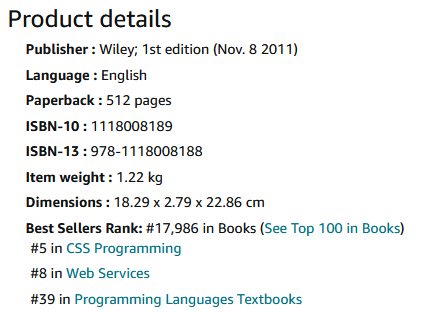 Product details
Publisher : Wiley; 1st edition (Nov. 8 2011)
Language : English
Paperback : 512 pages
ISBN-10 : 1118008189
ISBN-13 : 978-1118008188
Item weight : 1.22 kg
Dimensions : 18.29 x 2.79 x 22.86 cm
Best Sellers Rank: #17,986 in Books (See Top 100 in Books)
#5 in CSS Programming
#8 in Web Services
#39 in Programming Languages Textbooks